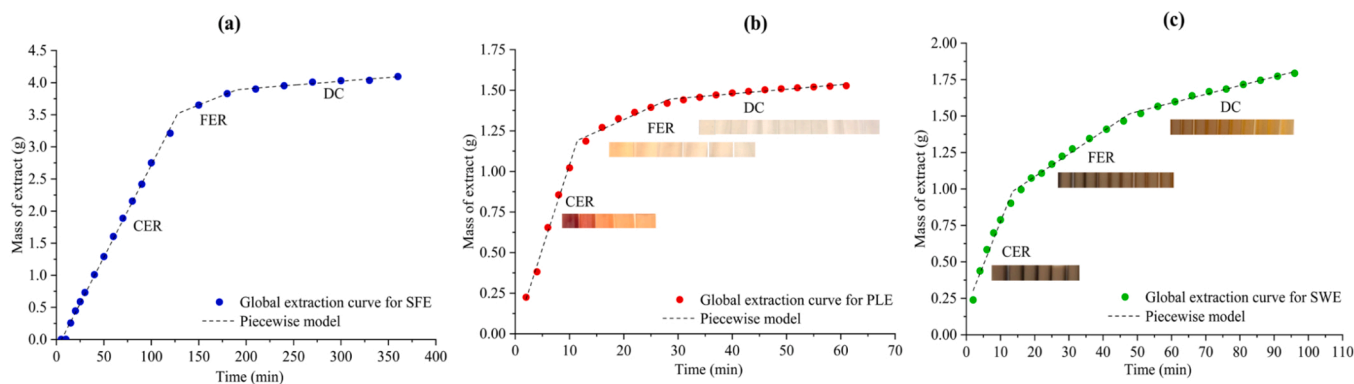 (a)
Mass of extract (g)
4.5
4.0
3.5
3.0
2.5
2.0
1.5
1.0
0.5
0.0
DC
FER
CER
Global extraction curve for SFE
Piecewise model
0 50 100 150 200 250 300 350 400
Time (min)
(b)
Mass of extract (g)
1.75
1.50
1.25
1.00
0.75
0.50
0.25
0.00
DC
FER
CER
Global extraction curve for PLE
Piecewise model
0 10 20 30 40 50 60 70
Time (min)
(c)
Mass of extract (g)
2.00
1.75
1.50
1.25
1.00
0.75
0.50
0.25
0.00
DC
FER
CER
Global extraction curve for SWE
Piecewise model
0 10 20 30 40 50 60 70 80 90 100 110
Time (min)